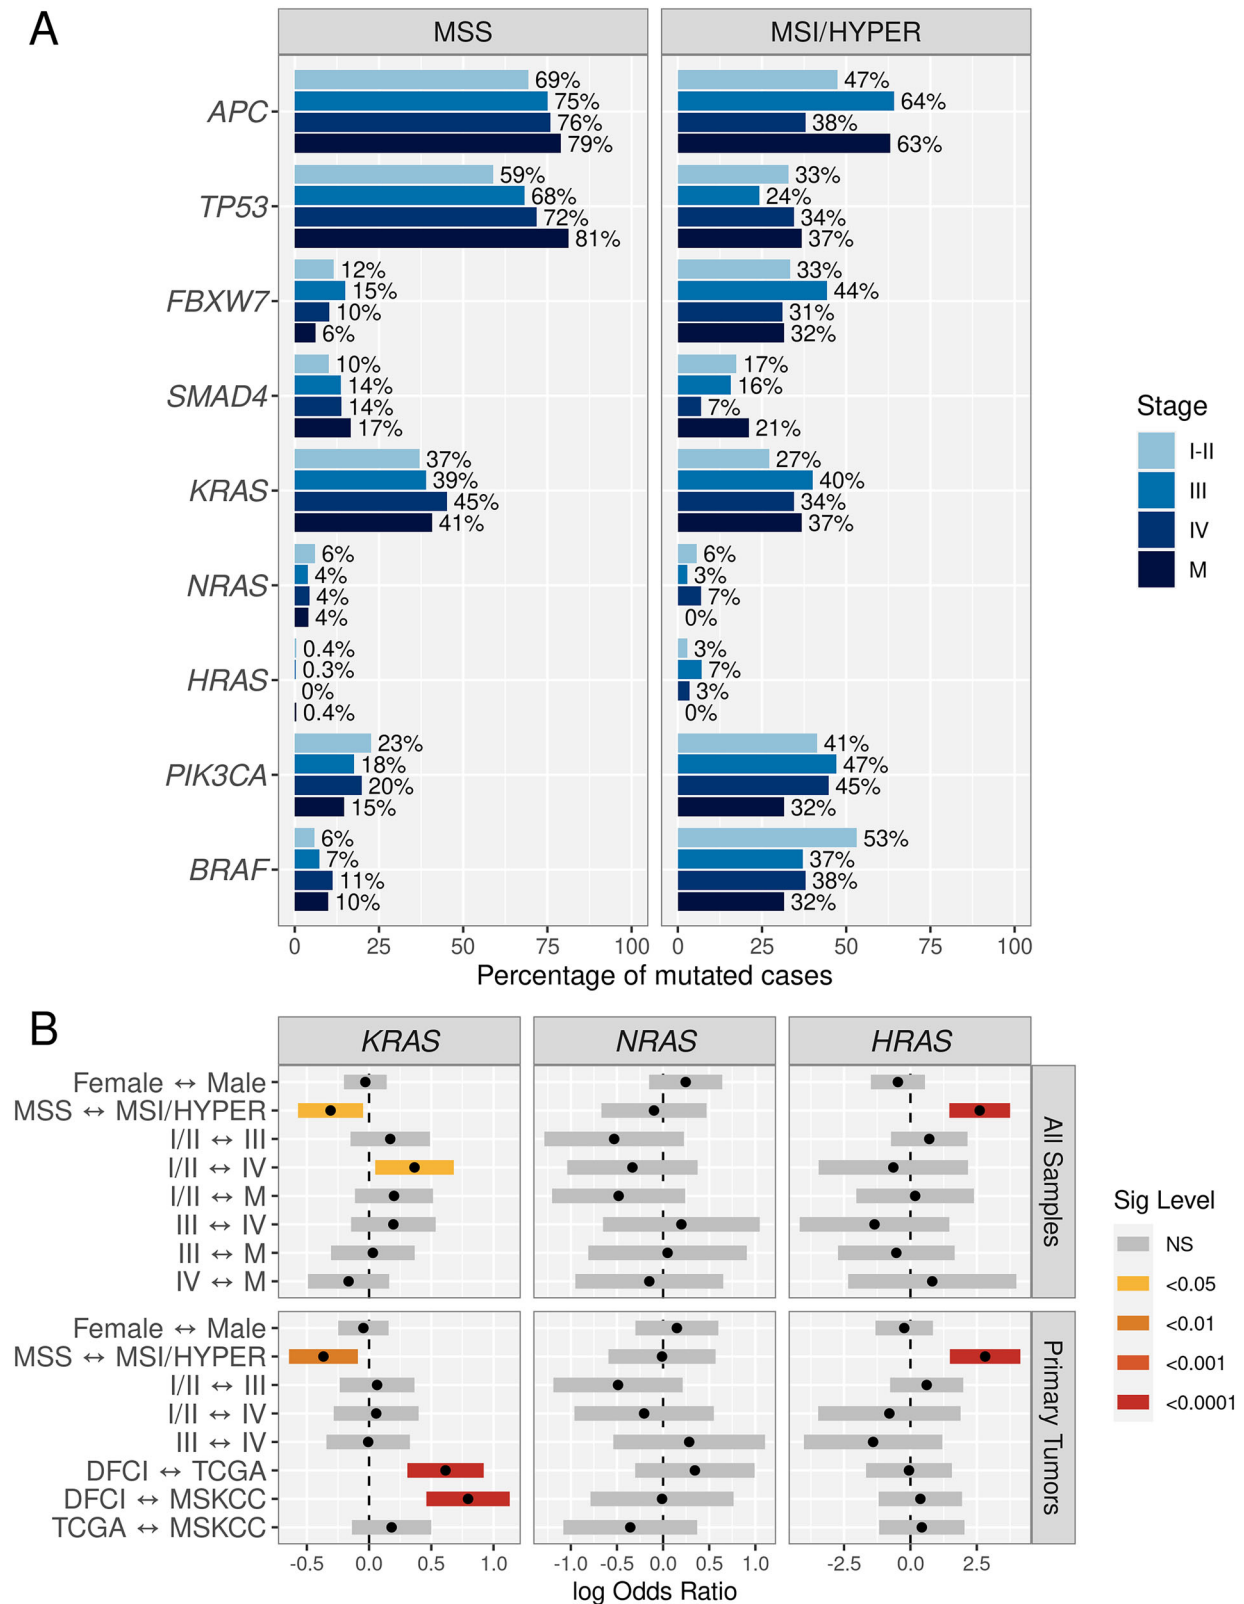 A
MSS
MSI/HYPER
APC
69%
75%
76%
79%
47%
64%
38%
63%
TP53
59%
68%
72%
81%
33%
24%
34%
37%
FBXW7
12%
15%
10%
6%
33%
44%
31%
32%
SMAD4
10%
14%
14%
17%
17%
16%
7%
21%
KRAS
37%
39%
45%
41%
27%
40%
34%
37%
NRAS
6%
4%
4%
4%
6%
3%
7%
0%
HRAS
0.4%
0.3%
0%
0.4%
3%
7%
3%
0%
PIK3CA
23%
18%
20%
15%
41%
47%
45%
32%
BRAF
6%
7%
11%
10%
53%
37%
38%
32%
0 25 50 75 100
0 25 50 75 100
Percentage of mutated cases
Stage
I-II
III
IV
M
B
KRAS
NRAS
HRAS
Female ↔ Male
MSS ↔ MSI/HYPER
I/II ↔ III
I/II ↔ IV
I/II ↔ M
III ↔ IV
III ↔ M
IV ↔ M
All Samples
Female ↔ Male
MSS ↔ MSI/HYPER
I/II ↔ III
I/II ↔ IV
III ↔ IV
DFCI ↔ TCGA
DFCI ↔ MSKCC
TCGA ↔ MSKCC
Primary Tumors
-0.5 0.0 0.5 1.0
-1.0 -0.5 0.0 0.5 1.0
-2.5 0.0 2.5
log Odds Ratio
Sig Level
NS
<0.05
<0.01
<0.001
<0.0001